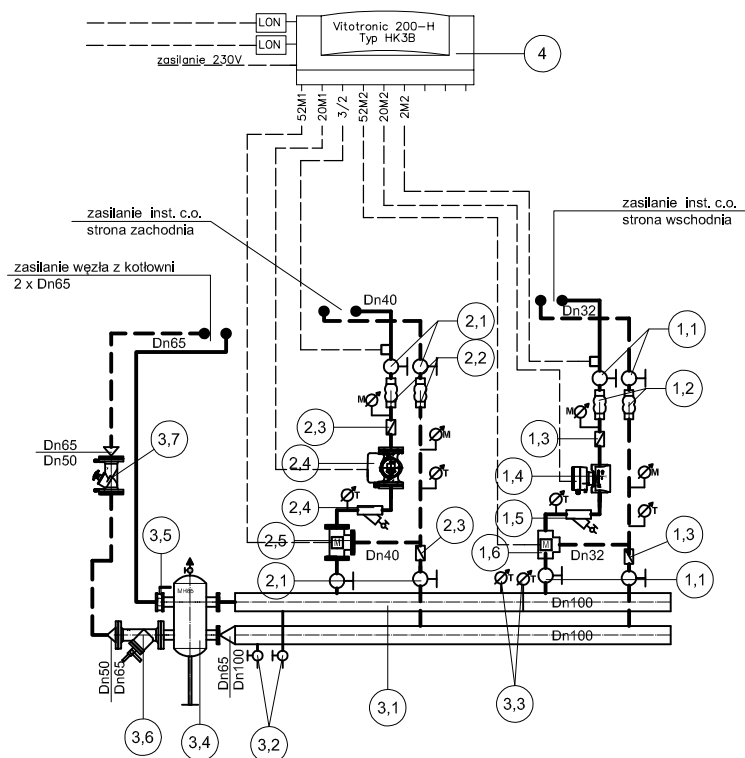 Vitotronic 200-H
Typ HK3B
LON
LON
zasilanie 230V
4
52M1
20M1
3/2
52M2
20M2
2M2
zasilanie inst. c.o.
strona zachodnia
zasilanie inst. c.o.
strona wschodnia
zasilanie węzła z kotłowni
2 x Dn65
Dn65
Dn40
Dn32
2,1
2,2
1,1
1,2
M
M
2,3
1,3
M
M
Dn65
Dn50
3,7
2,4
T
1,4
T
2,4
T
1,5
T
3,5
2,5
M
Dn40
2,3
1,6
M
Dn32
1,3
2,1
T
T
1,1
MH65
Dn100
Dn100
Dn50
Dn65
Dn65
Dn100
3,6
3,4
3,2
3,1
3,3